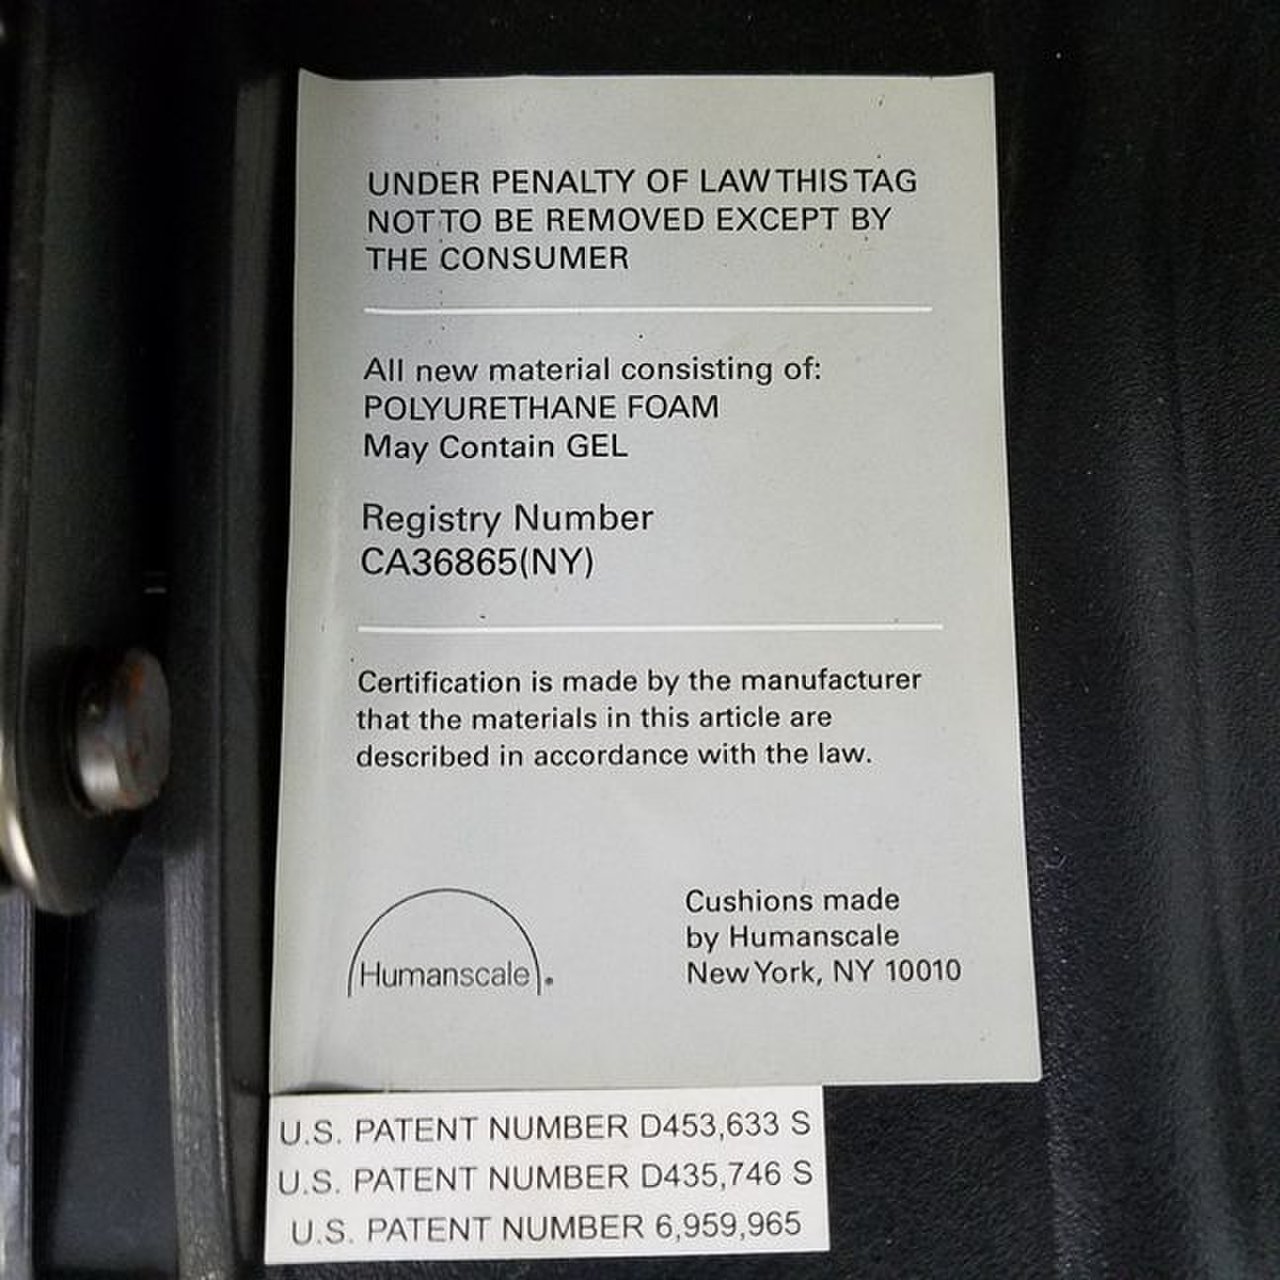 UNDER PENALTY OF LAW THIS TAG
NOT TO BE REMOVED EXCEPT BY
THE CONSUMER
All new material consisting of:
POLYURETHANE FOAM
May Contain GEL
Registry Number
CA36865(NY)
Certification is made by the manufacturer
that the materials in this article are
described in accordance with the law.
Humanscale®
Cushions made
by Humanscale
New York, NY 10010
U.S. PATENT NUMBER D453,633 S
U.S. PATENT NUMBER D435,746 S
U.S. PATENT NUMBER 6,959,965